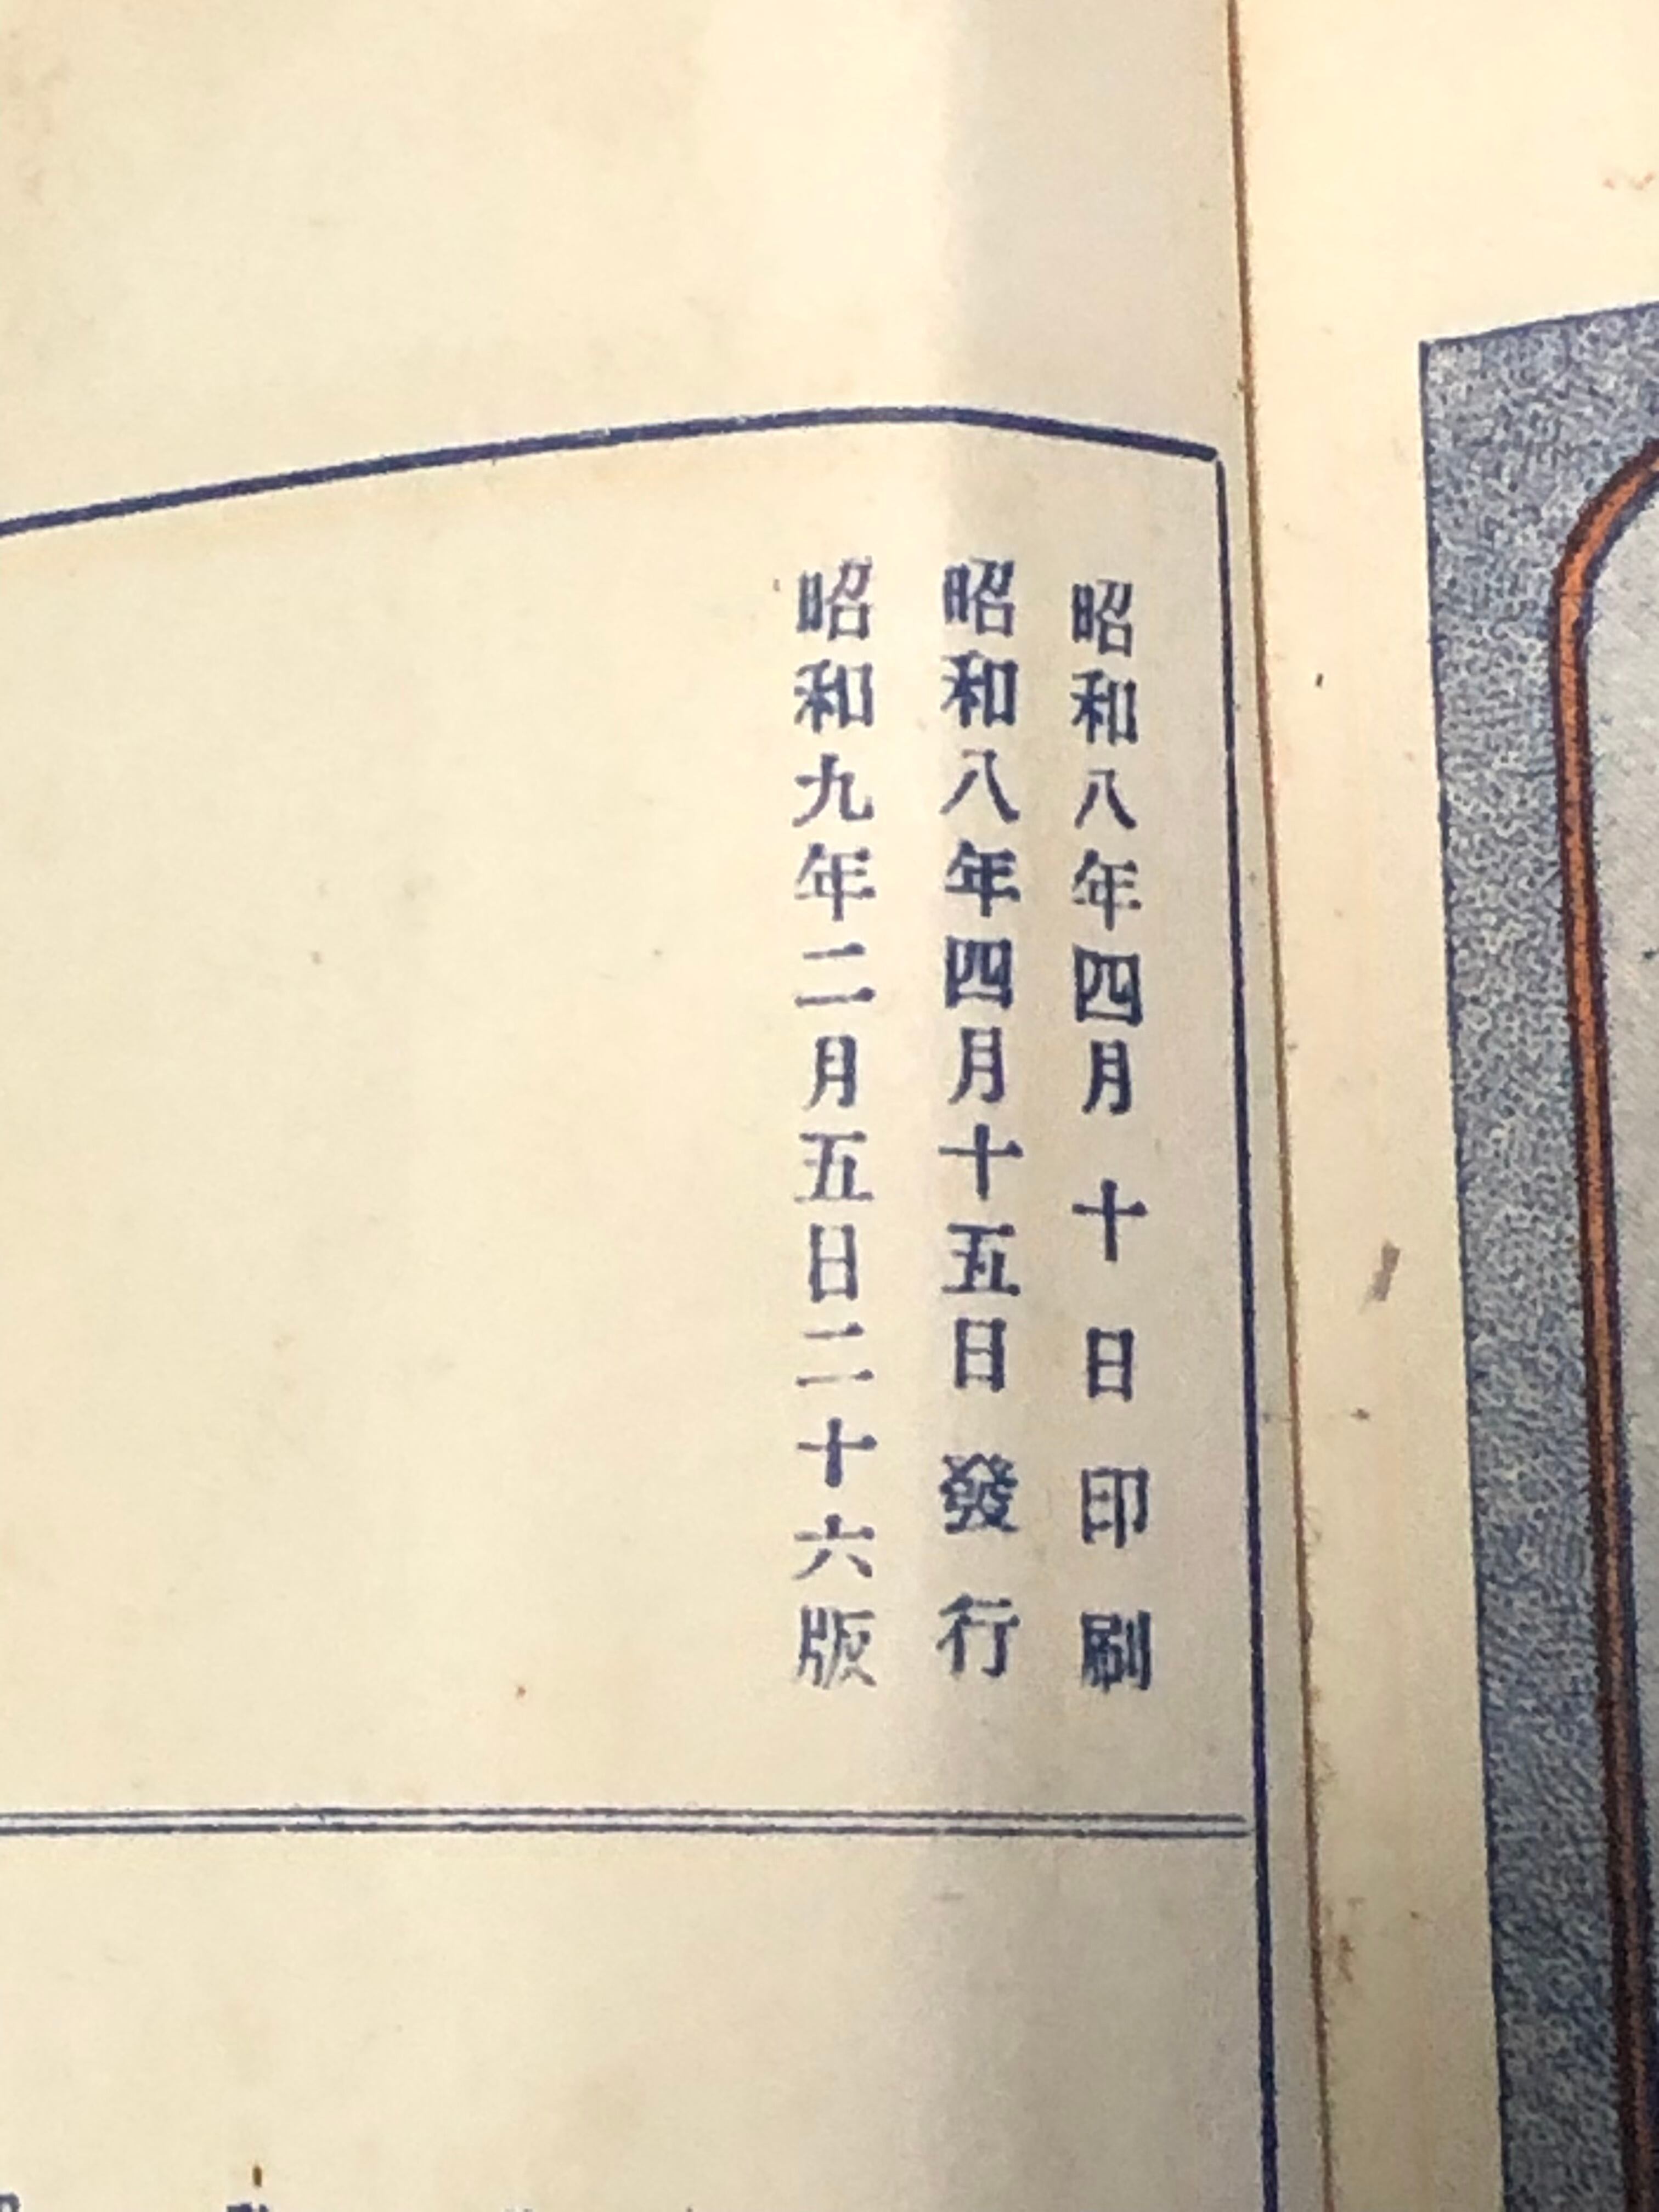 昭和八年四月十日印刷
昭和八年四月十五日發行
昭和九年二月五日二十六版